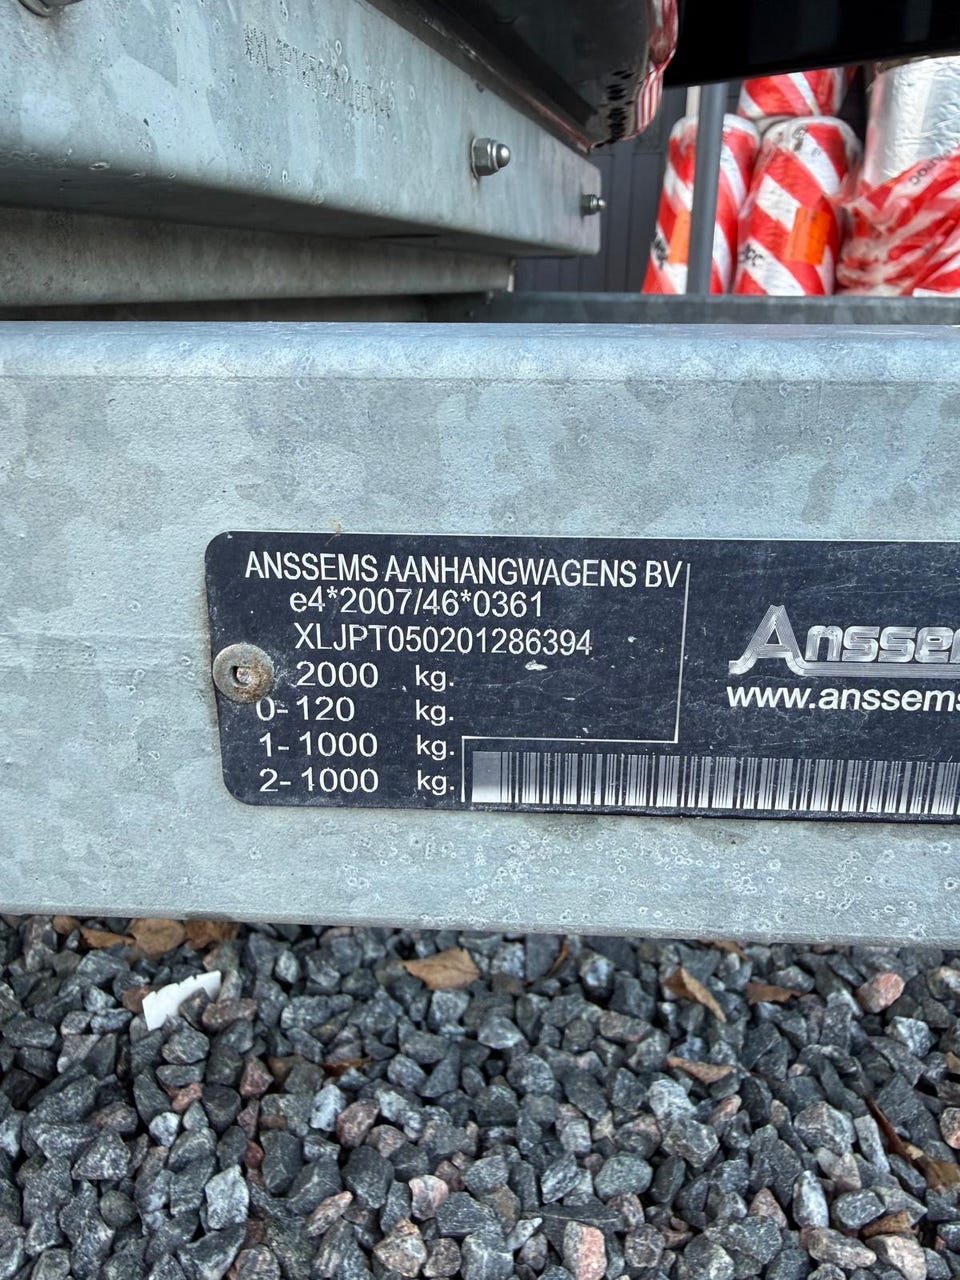 ANSSEMS AANHANGWAGENS BV
e4*2007/46*0361
XLJPT050201286394
2000 kg.
0- 120 kg.
1- 1000 kg.
2- 1000 kg.
Anssem
www.anssems